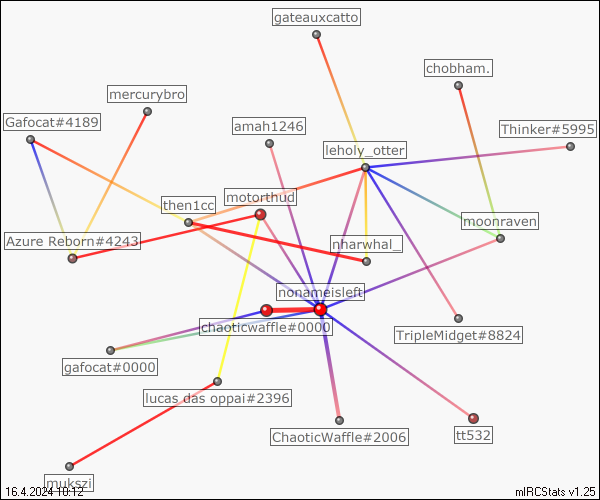 gateauxcatto
chobham.
mercurybro
Gafocat#4189
amah1246
Thinker#5995
leholy_otter
motorthud
then1cc
moonraven
Azure Reborn#4243
nharwhal_
nonameisleft
chaoticwaffle#0000
TripleMidget#8824
gafocat#0000
lucas das oppai#2396
ChaoticWaffle#2006
tt532
mukszi
16.4.2024 10:12
mIRCStats v1.25